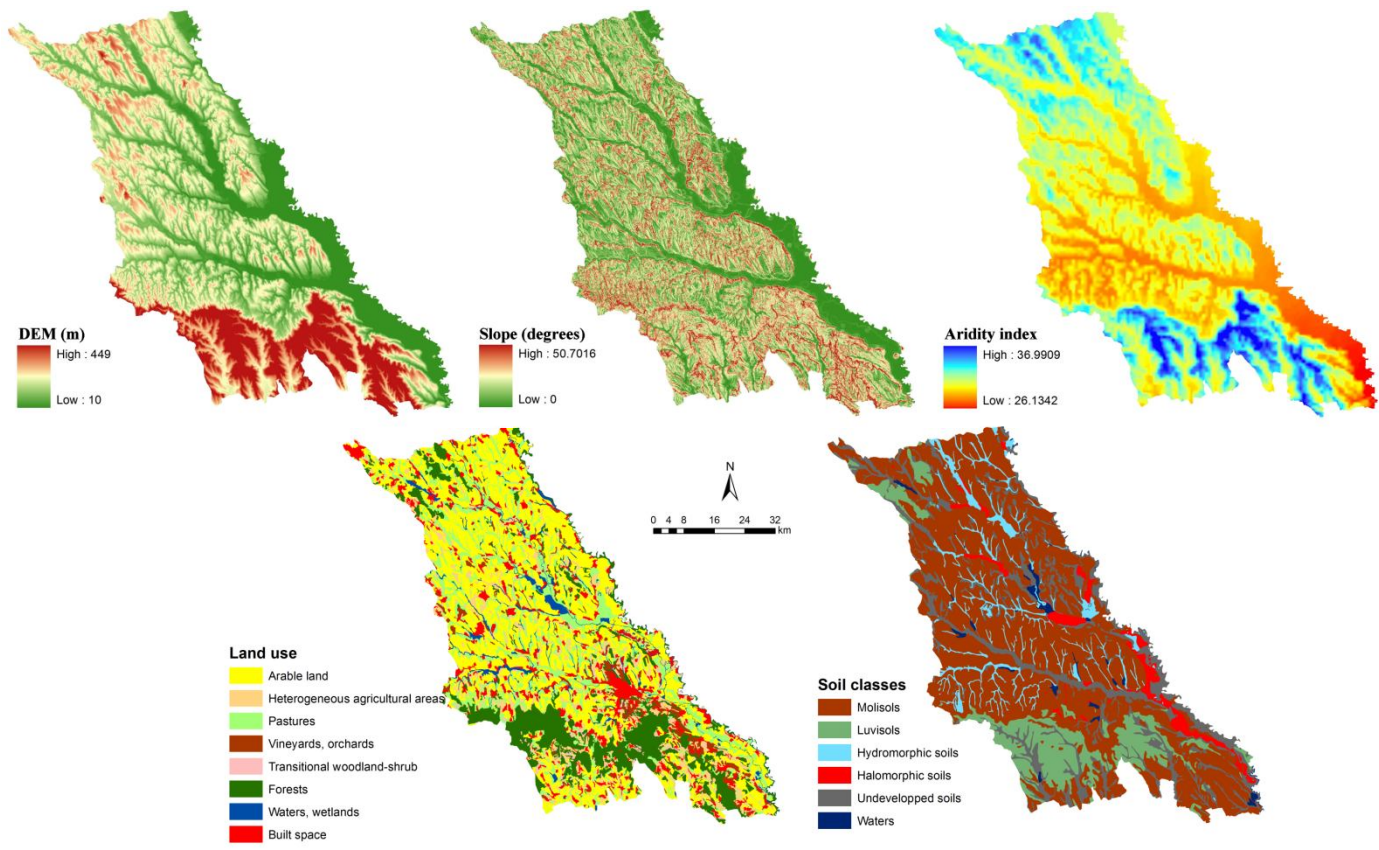 DEM (m)
High : 449
Low : 10
Slope (degrees)
High : 50.7016
Low : 0
Aridity index
High : 36.9909
Low : 26.1342
N
0 4 8 16 24 32
km
Land use
Arable land
Heterogeneous agricultural areas
Pastures
Vineyards, orchards
Transitional woodland-shrub
Forests
Waters, wetlands
Built space
Soil classes
Molisols
Luvisols
Hydromorphic soils
Halomorphic soils
Undevelopped soils
Waters